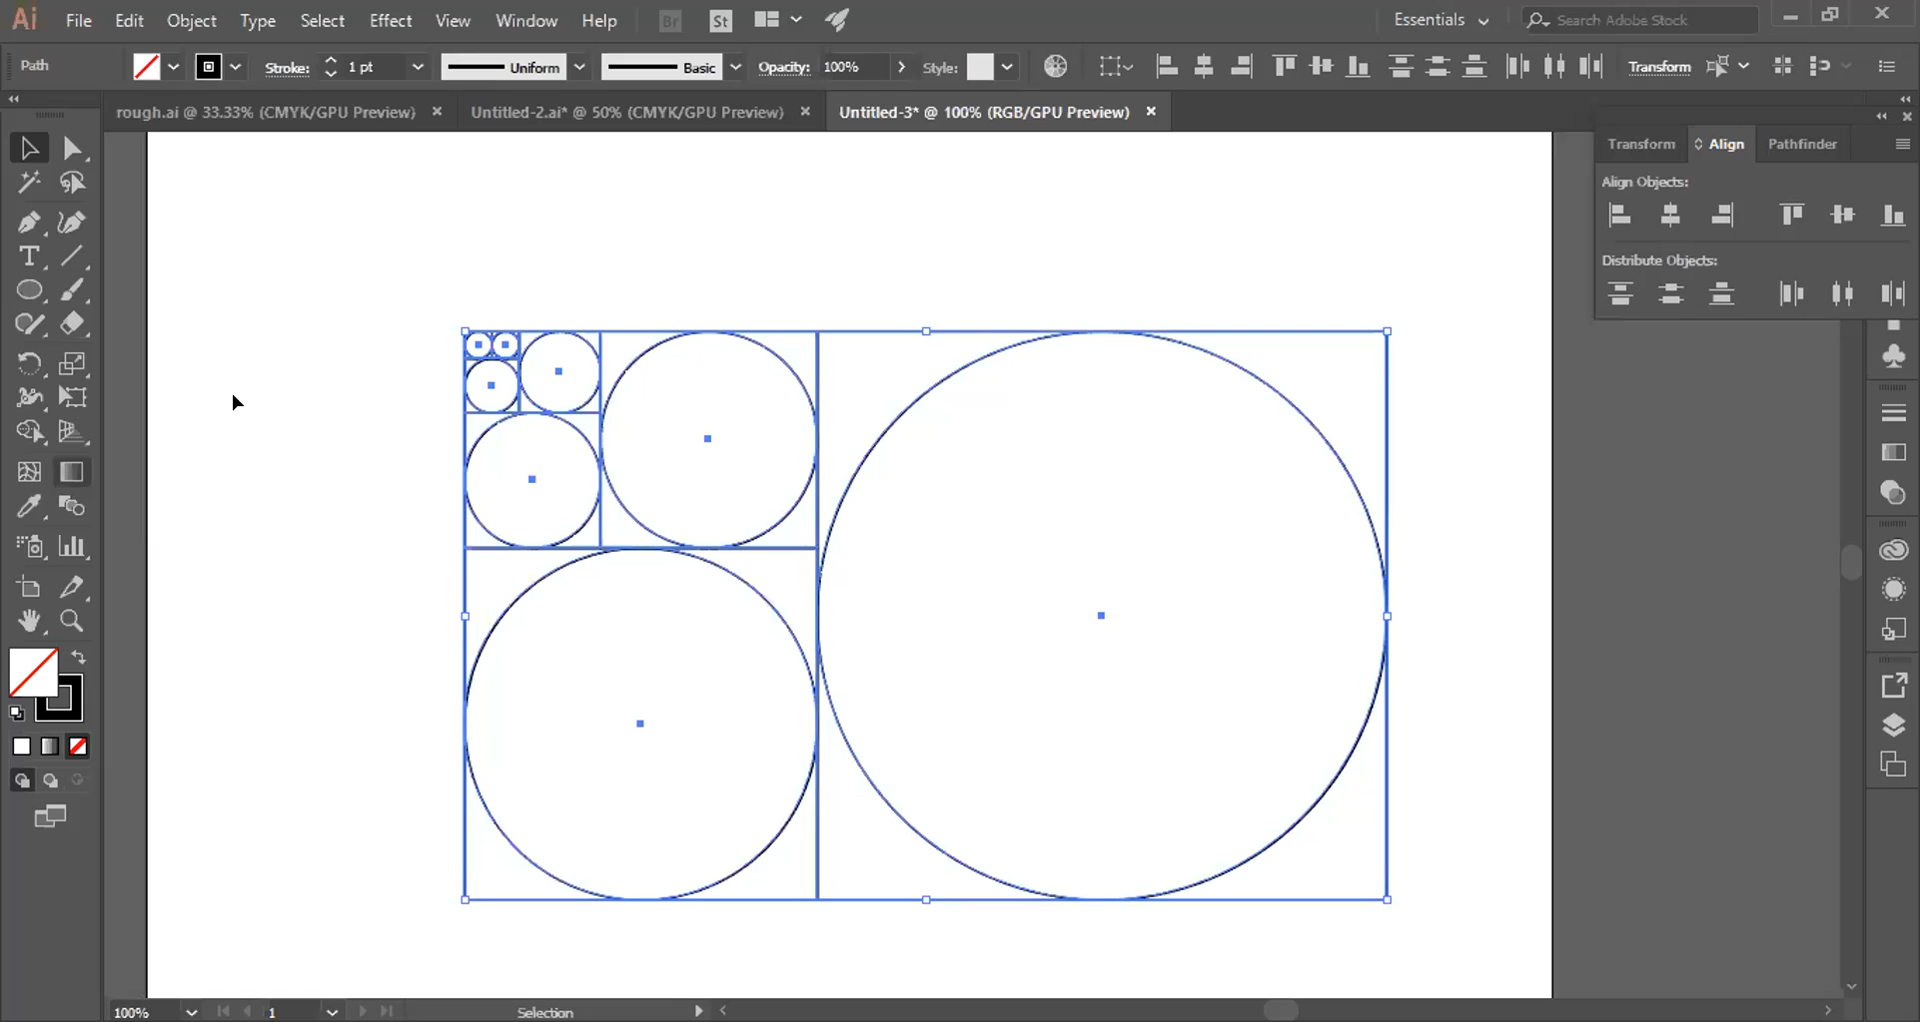 Ai File Edit Object Type Select Effect View Window Help Br St Essentials Search Adobe Stock
Path Stroke: 1 pt Uniform Basic Opacity: 100% Style: Transform
rough.ai @ 33.33% (CMYK/GPU Preview) Untitled-2.ai* @ 50% (CMYK/GPU Preview) Untitled-3* @ 100% (RGB/GPU Preview)
Transform Align Pathfinder
Align Objects:
Distribute Objects:
100% 1 Selection